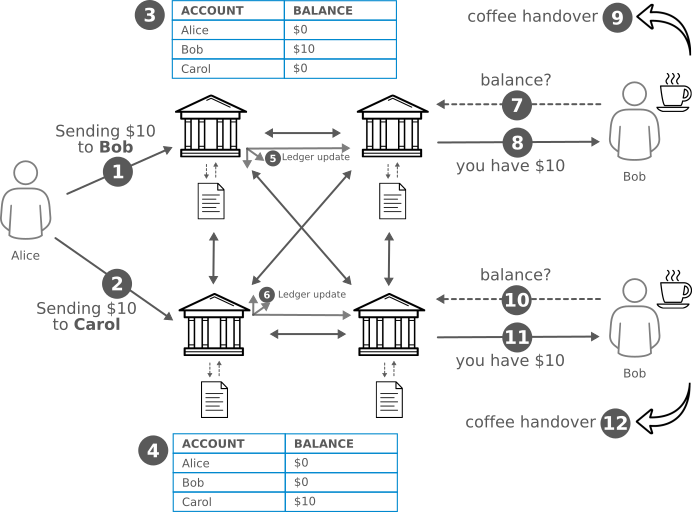 3
ACCOUNT BALANCE
Alice $0
Bob $10
Carol $0
coffee handover 9
Sending $10
to Bob
1
5 Ledger update
balance?
7
8
you have $10
Bob
Alice
2
Sending $10
to Carol
6 Ledger update
balance?
10
11
you have $10
Bob
coffee handover 12
4
ACCOUNT BALANCE
Alice $0
Bob $0
Carol $10